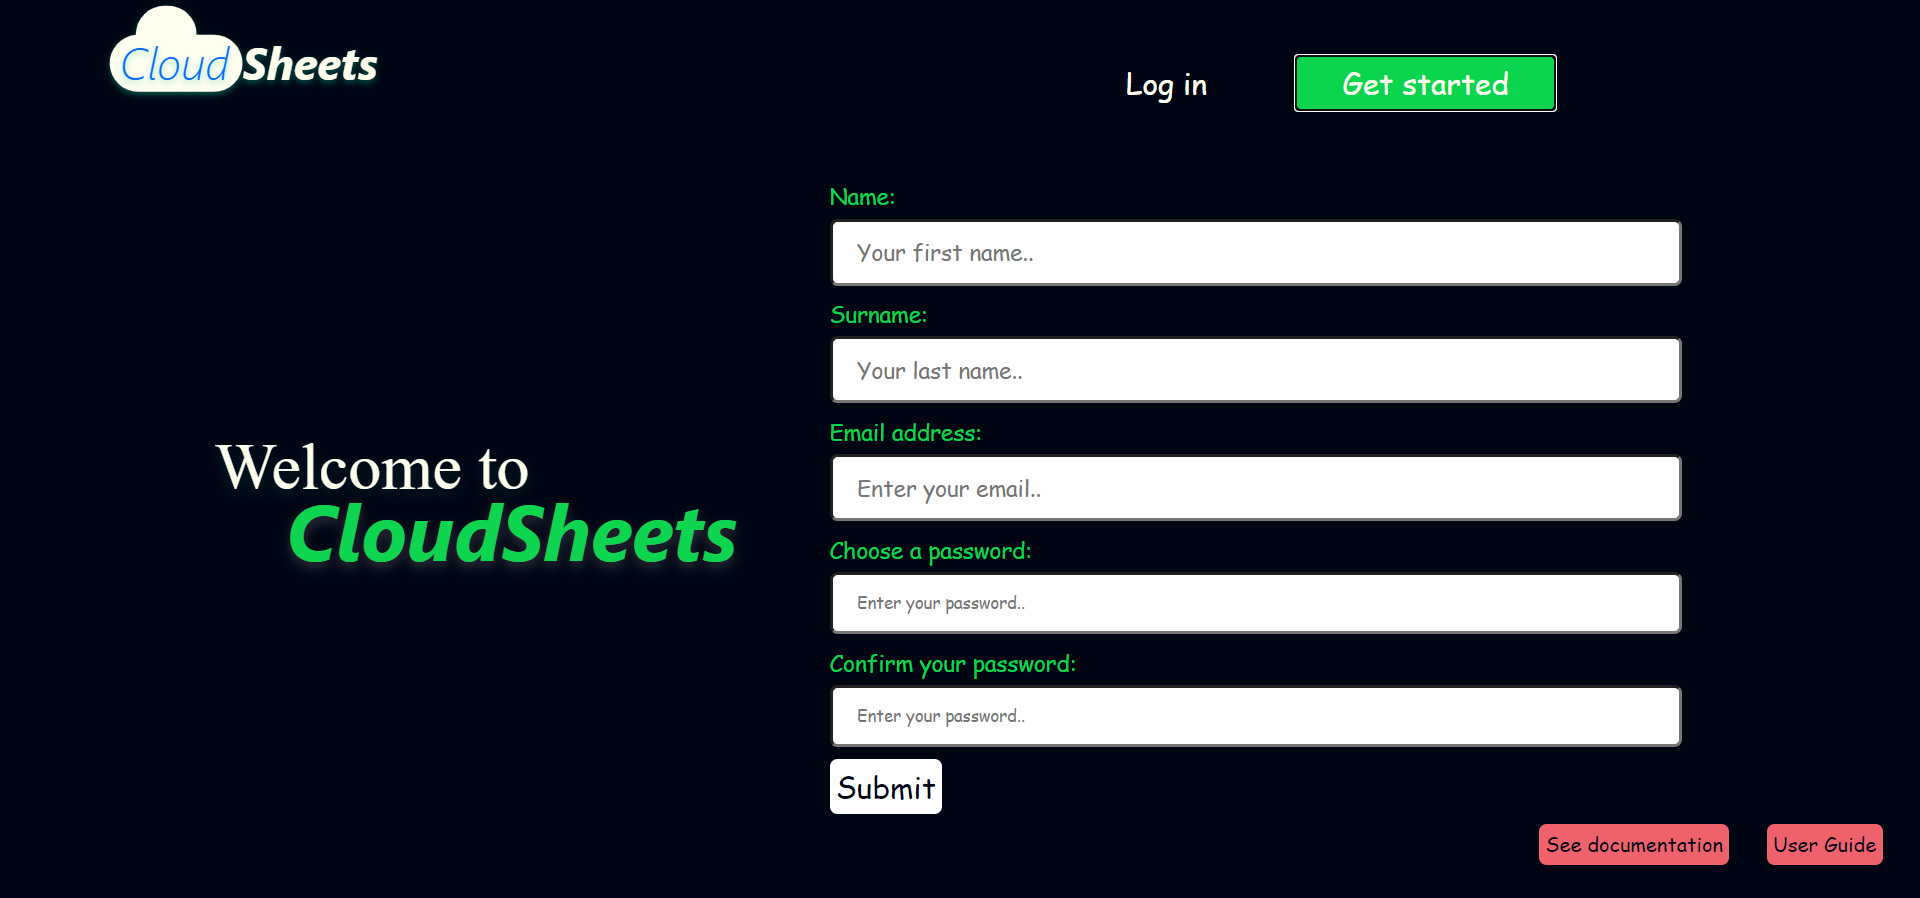 CloudSheets
Log in
Get started
Name:
Your first name..
Surname:
Your last name..
Email address:
Enter your email..
Choose a password:
Enter your password..
Confirm your password:
Enter your password..
Submit
Welcome to
CloudSheets
See documentation
User Guide